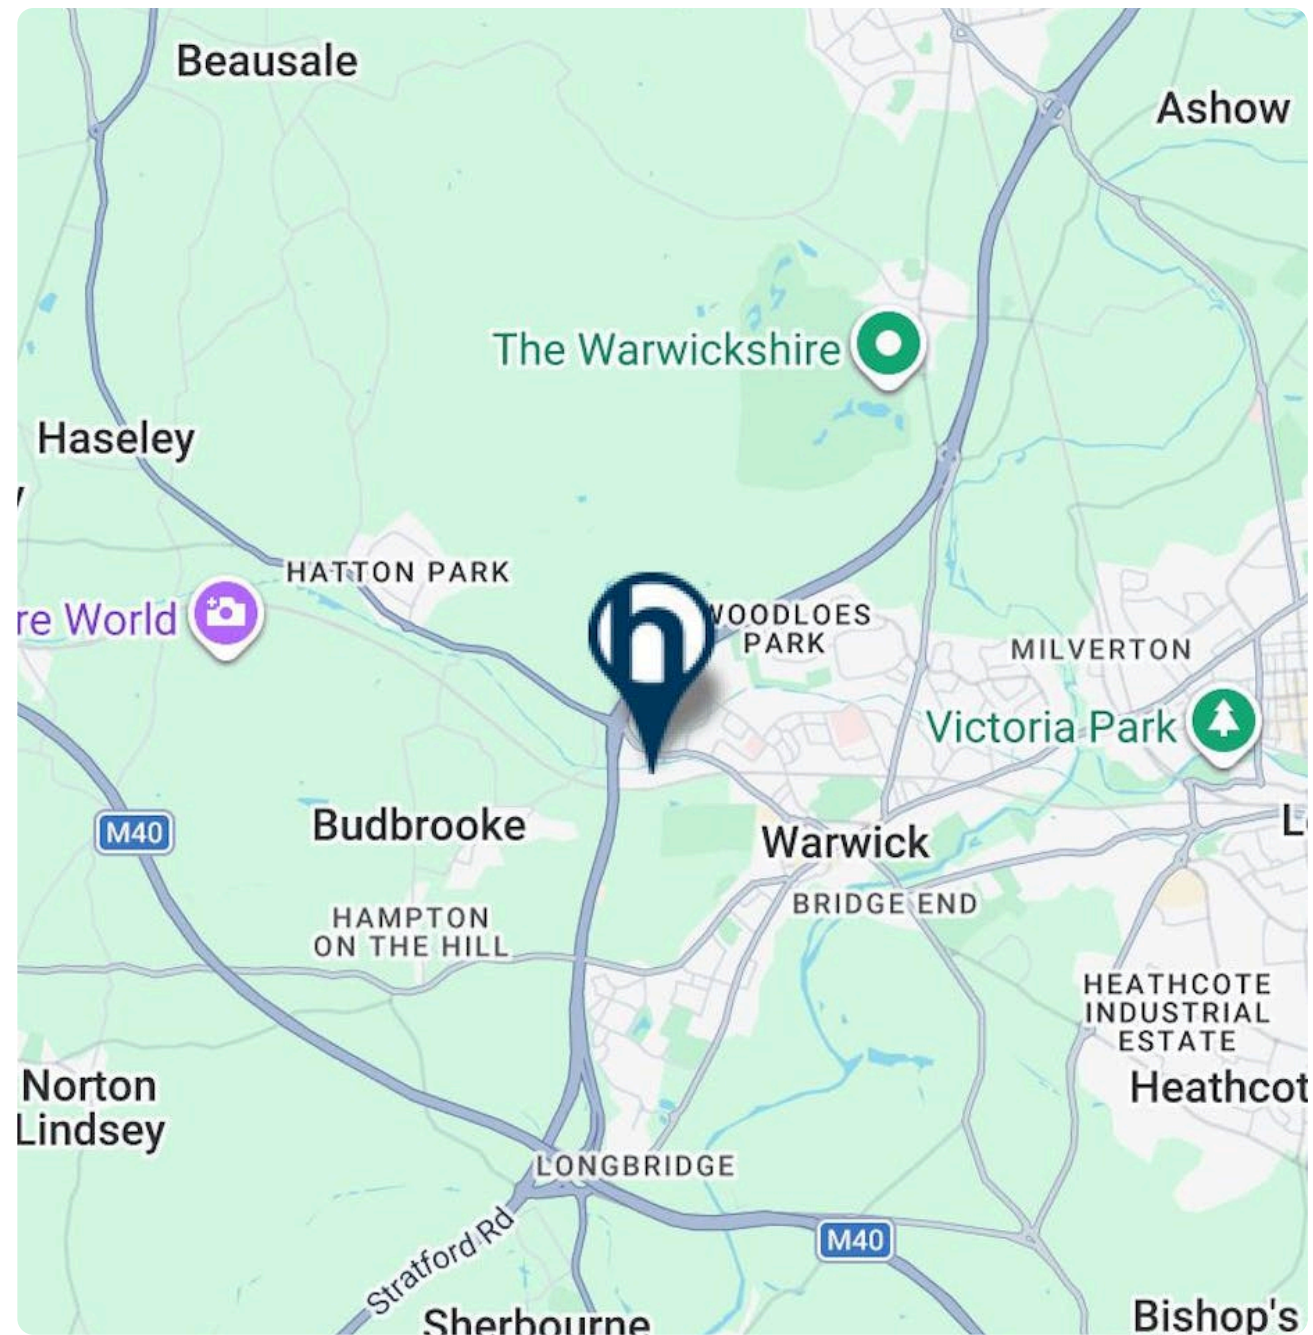 Beausale
Ashow
The Warwickshire
Haseley
y
HATTON PARK
re World
h
WOODLOES
PARK
MILVERTON
Victoria Park
M40
Budbrooke
Warwick
L
BRIDGE END
HAMPTON
ON THE HILL
HEATHCOTE
INDUSTRIAL
ESTATE
Heathcot
Norton
Lindsey
LONGBRIDGE
M40
Stratford Rd
Sherbourne
Bishop's